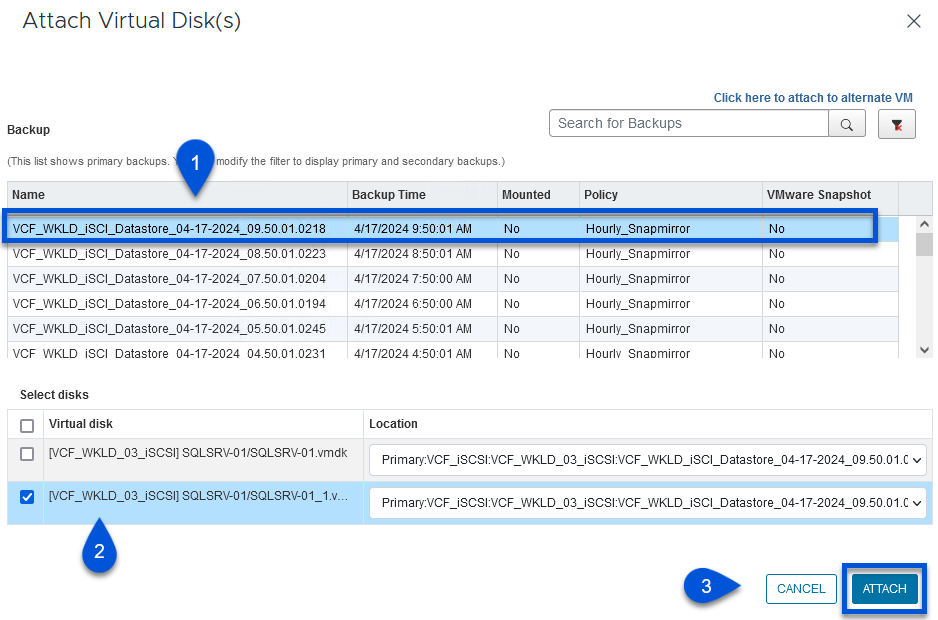 Attach Virtual Disk(s)
Click here to attach to alternate VM
Search for Backups
Backup
(This list shows primary backups. modify the filter to display primary and secondary backups.)
1
Name Backup Time Mounted Policy VMware Snapshot
VCF_WKLD_iSCI_Datastore_04-17-2024_09.50.01.0218 4/17/2024 9:50:01 AM No Hourly_Snapmirror No
VCF_WKLD_iSCI_Datastore_04-17-2024_08.50.01.0223 4/17/2024 8:50:01 AM No Hourly_Snapmirror No
VCF_WKLD_iSCI_Datastore_04-17-2024_07.50.01.0204 4/17/2024 7:50:00 AM No Hourly_Snapmirror No
VCF_WKLD_iSCI_Datastore_04-17-2024_06.50.01.0194 4/17/2024 6:50:00 AM No Hourly_Snapmirror No
VCF_WKLD_iSCI_Datastore_04-17-2024_05.50.01.0245 4/17/2024 5:50:01 AM No Hourly_Snapmirror No
VCF_WKLD_iSCI_Datastore_04-17-2024_04.50.01.0231 4/17/2024 4:50:01 AM No Hourly_Snapmirror No
Select disks
Virtual disk Location
[VCF_WKLD_03_iSCSI] SQLSRV-01/SQLSRV-01.vmdk Primary:VCF_iSCSI:VCF_WKLD_03_iSCSI:VCF_WKLD_iSCI_Datastore_04-17-2024_09.50.01.0
[VCF_WKLD_03_iSCSI] SQLSRV-01/SQLSRV-01_1.v... Primary:VCF_iSCSI:VCF_WKLD_03_iSCSI:VCF_WKLD_iSCI_Datastore_04-17-2024_09.50.01.0
2
3
CANCEL
ATTACH